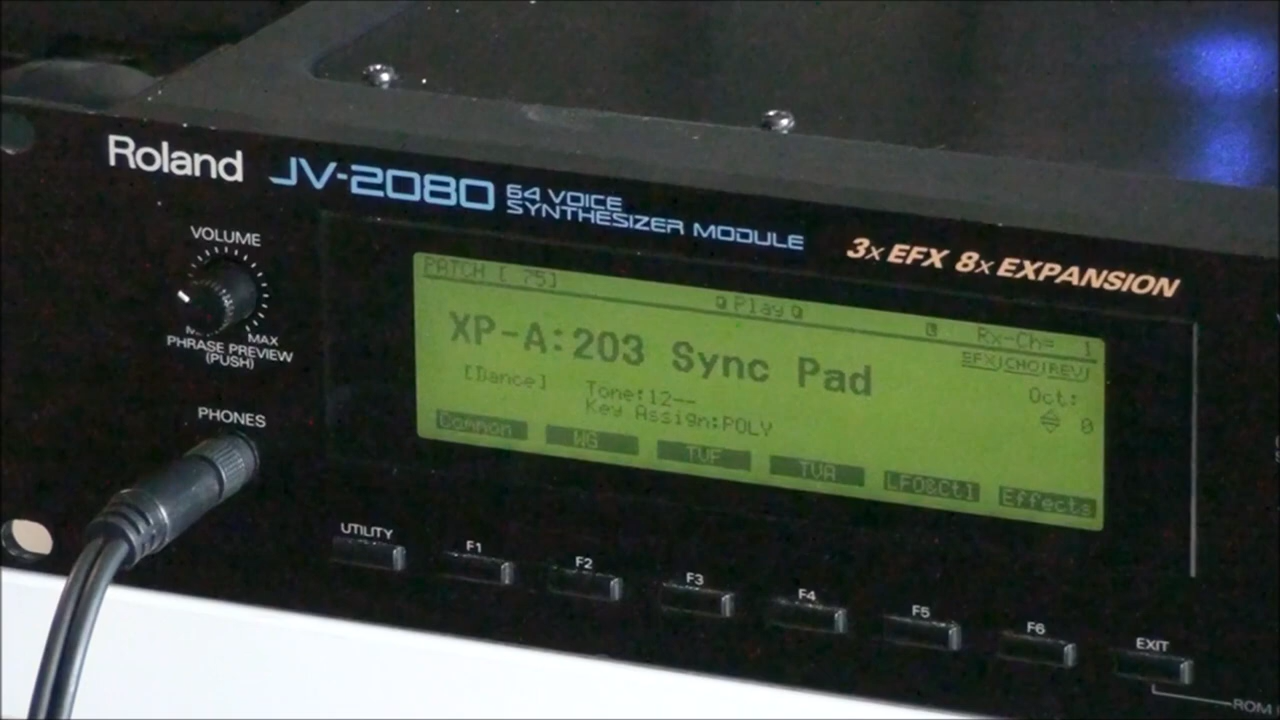 Roland JV-2080 64 VOICE
SYNTHESIZER MODULE
3x EFX 8x EXPANSION
VOLUME
MAX
PHRASE PREVIEW
(PUSH)
PHONES
PATCH [ 75]
Play
Rx-Ch= 1
XP-A:203 Sync Pad
EFX|CHO|REV|
[Dance]
Tone:12--
Key Assign:POLY
Oct:
0
Common WG TVF TVA LFO&Ctl Effects
UTILITY F1 F2 F3 F4 F5 F6 EXIT
ROM